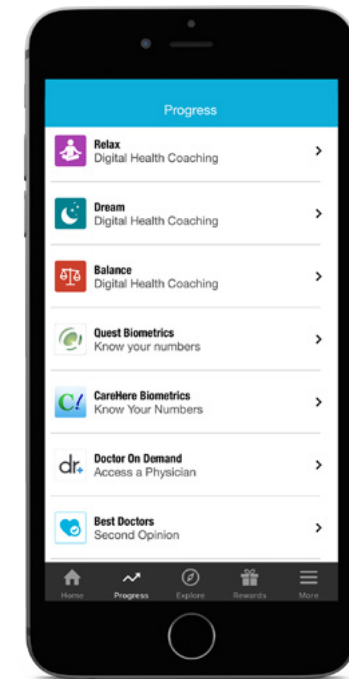 Progress
Relax
Digital Health Coaching
Dream
Digital Health Coaching
Balance
Digital Health Coaching
Quest Biometrics
Know your numbers
C!
CareHere Biometrics
Know Your Numbers
dr+
Doctor On Demand
Access a Physician
Best Doctors
Second Opinion
Home Progress Explore Rewards More